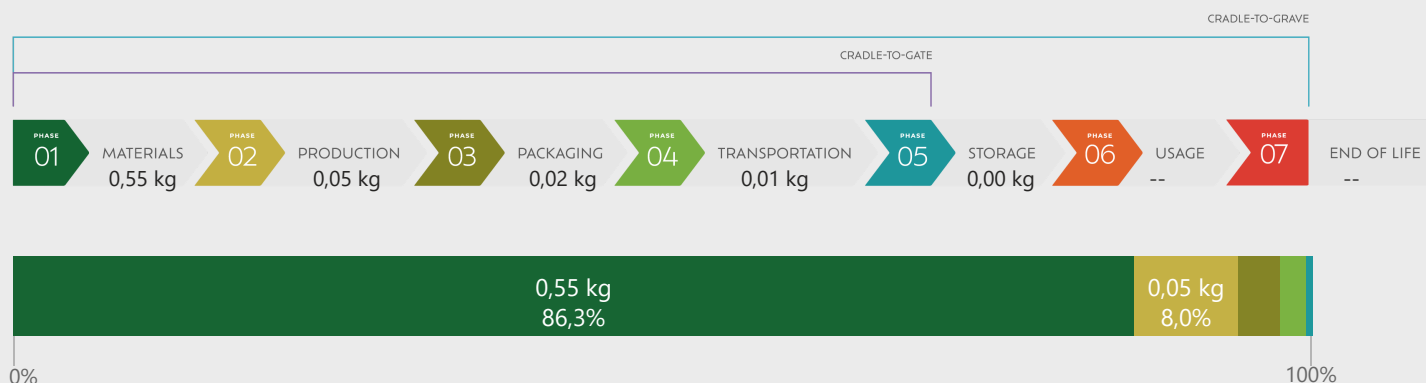 CRADLE-TO-GRAVE
CRADLE-TO-GATE
PHASE
01
MATERIALS
0,55 kg
PHASE
02
PRODUCTION
0,05 kg
PHASE
03
PACKAGING
0,02 kg
PHASE
04
TRANSPORTATION
0,01 kg
PHASE
05
STORAGE
0,00 kg
PHASE
06
USAGE
--
PHASE
07
END OF LIFE
--
0,55 kg
86,3%
0,05 kg
8,0%
0%
100%